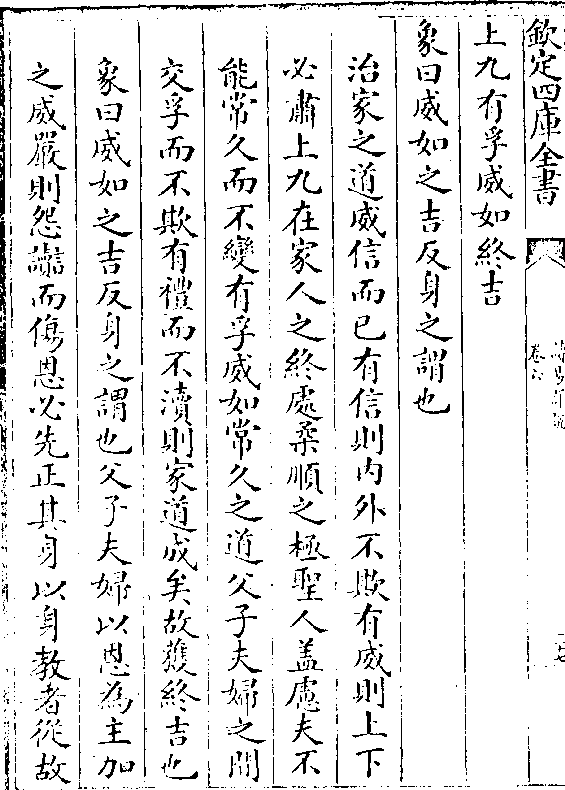 欽定四庫全書
上九有孚威如終吉
象曰威如之吉反身之謂也
治家之道威信而已有信則内外不欺有威則上下
必肅上九在家人之終處柔順之極聖人盖慮夫不
能常久而不變有孚威如常久之道父子夫婦之間
交孚而不欺有禮而不瀆則家道成矣故獲終吉也
象曰威如之吉反身之謂也父子夫婦以恩為主加
之威嚴則怨讟而傷恩必先正其身以身教者從故